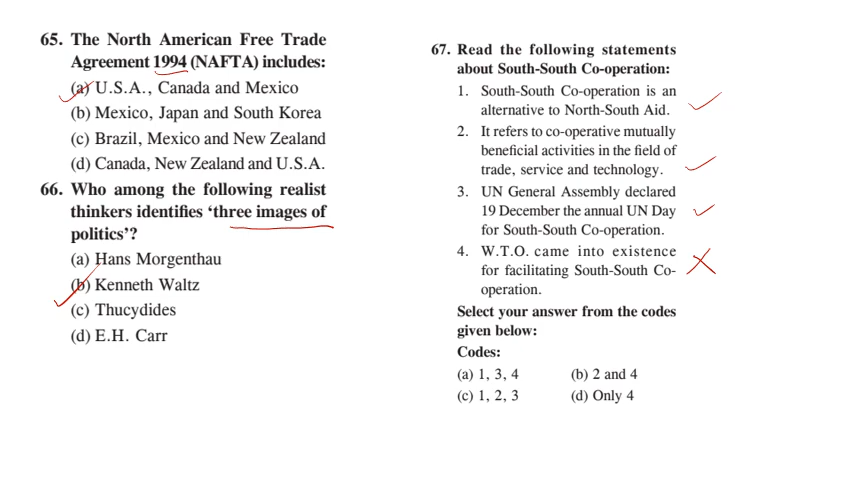 65. The North American Free Trade
Agreement 1994 (NAFTA) includes:
(a) U.S.A., Canada and Mexico
(b) Mexico, Japan and South Korea
(c) Brazil, Mexico and New Zealand
(d) Canada, New Zealand and U.S.A.
66. Who among the following realist
thinkers identifies ‘three images of
politics’?
(a) Hans Morgenthau
(b) Kenneth Waltz
(c) Thucydides
(d) E.H. Carr
67. Read the following statements
about South-South Co-operation:
1. South-South Co-operation is an
alternative to North-South Aid.
2. It refers to co-operative mutually
beneficial activities in the field of
trade, service and technology.
3. UN General Assembly declared
19 December the annual UN Day
for South-South Co-operation.
4. W.T.O. came into existence
for facilitating South-South Co-
operation.
Select your answer from the codes
given below:
Codes:
(a) 1, 3, 4 (b) 2 and 4
(c) 1, 2, 3 (d) Only 4